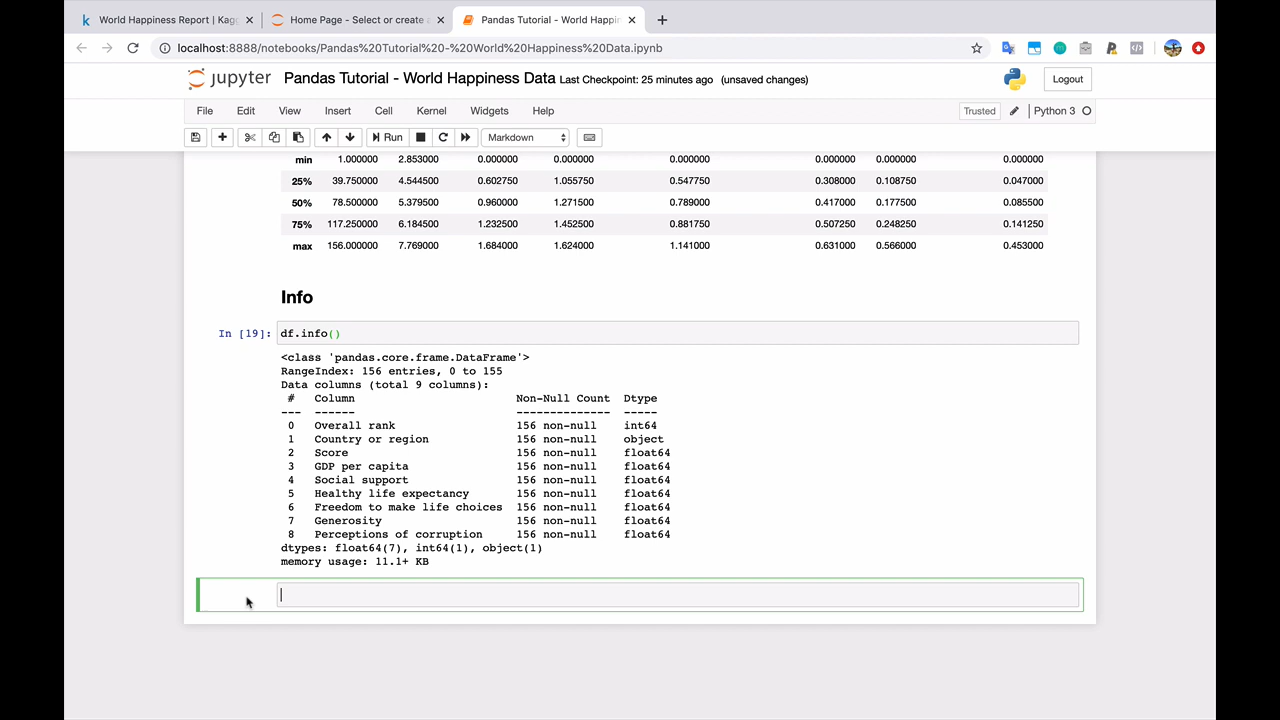 World Happiness Report | Kagg
Home Page - Select or create a
Pandas Tutorial - World Happin
localhost:8888/notebooks/Pandas%20Tutorial%20-%20World%20Happiness%20Data.ipynb
jupyter Pandas Tutorial - World Happiness Data Last Checkpoint: 25 minutes ago (unsaved changes) Logout
File Edit View Insert Cell Kernel Widgets Help Trusted Python 3
Run Markdown
min 1.000000 2.853000 0.000000 0.000000 0.000000 0.000000 0.000000 0.000000
25% 39.750000 4.544500 0.602750 1.055750 0.547750 0.308000 0.108750 0.047000
50% 78.500000 5.379500 0.960000 1.271500 0.789000 0.417000 0.177500 0.085500
75% 117.250000 6.184500 1.232500 1.452500 0.881750 0.507250 0.248250 0.141250
max 156.000000 7.769000 1.684000 1.624000 1.141000 0.631000 0.566000 0.453000
Info
In [19]: df.info()
<class 'pandas.core.frame.DataFrame'>
RangeIndex: 156 entries, 0 to 155
Data columns (total 9 columns):
# Column Non-Null Count Dtype
--- ------ -------------- -----
0 Overall rank 156 non-null int64
1 Country or region 156 non-null object
2 Score 156 non-null float64
3 GDP per capita 156 non-null float64
4 Social support 156 non-null float64
5 Healthy life expectancy 156 non-null float64
6 Freedom to make life choices 156 non-null float64
7 Generosity 156 non-null float64
8 Perceptions of corruption 156 non-null float64
dtypes: float64(7), int64(1), object(1)
memory usage: 11.1+ KB